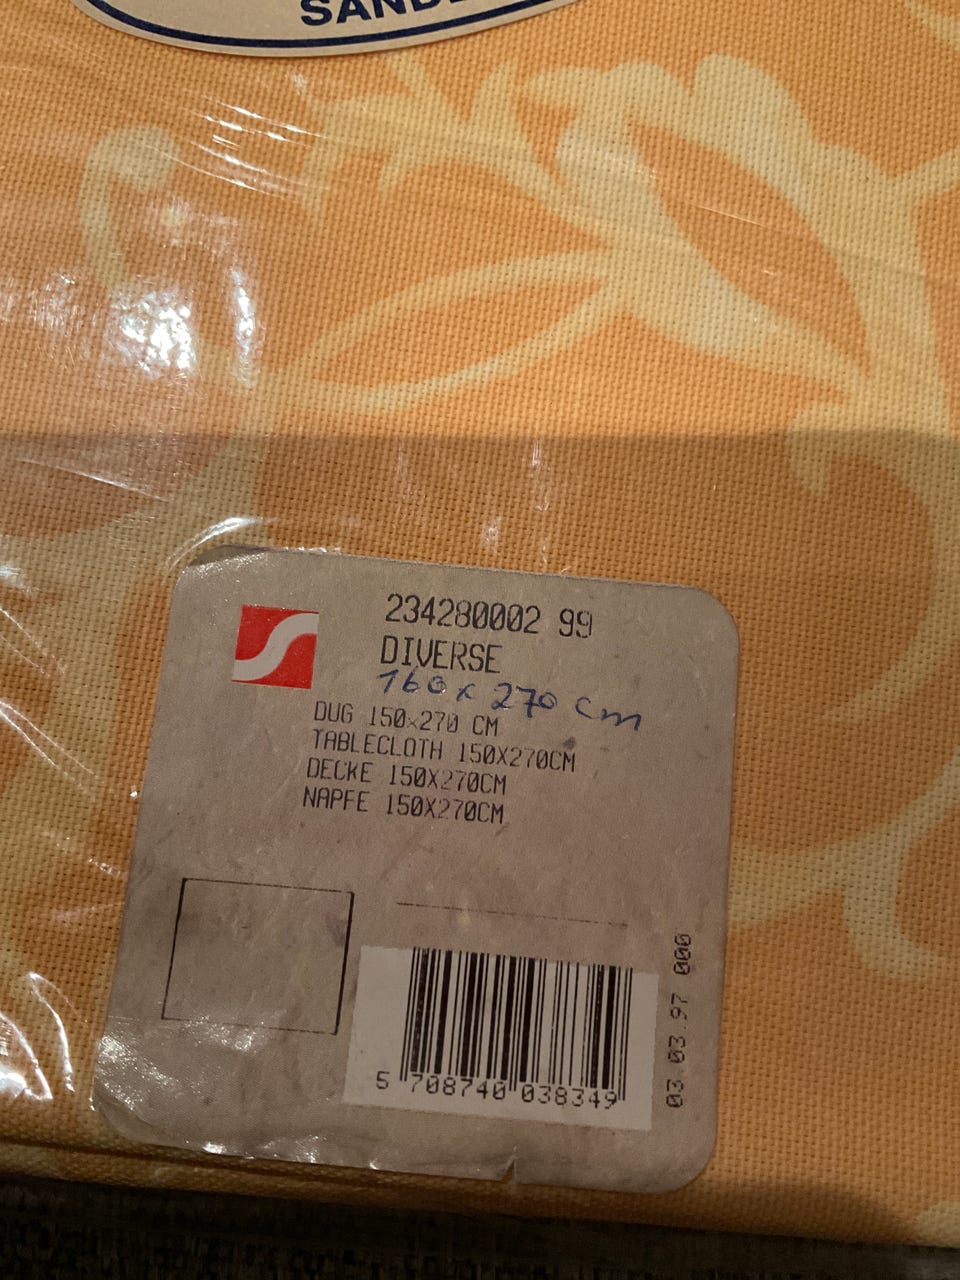 234280002 99
DIVERSE
160 x 270 cm
DUG 150x270 CM
TABLECLOTH 150X270CM
DECKE 150X270CM
NAPFE 150X270CM
5 708740 038349
03.03.97 000